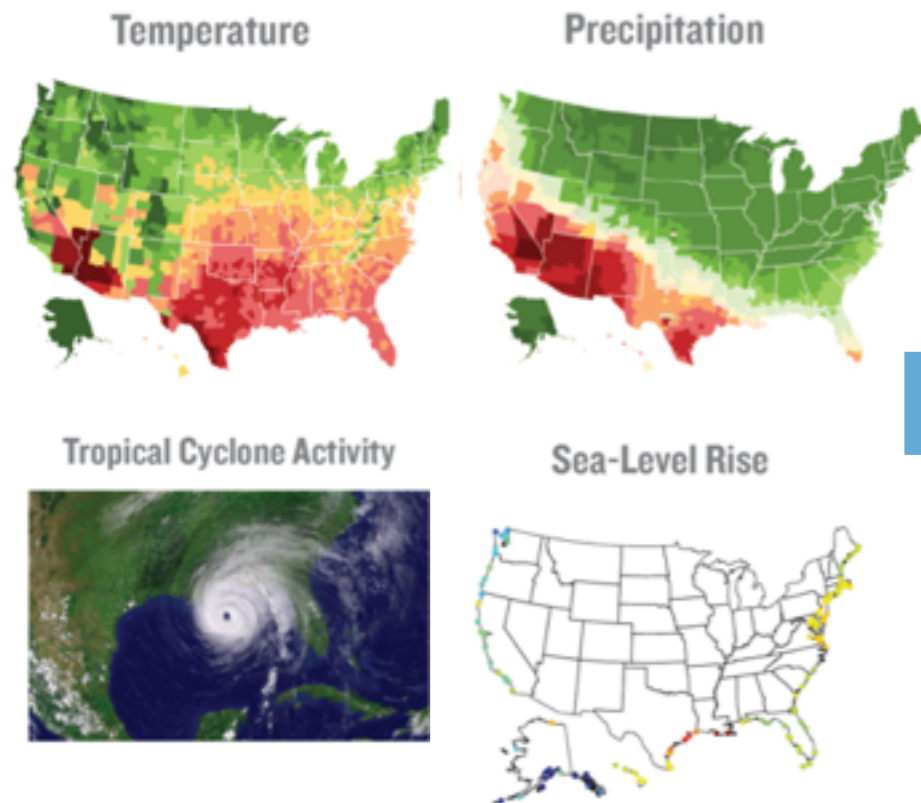 Temperature
Precipitation
Tropical Cyclone Activity
Sea-Level Rise